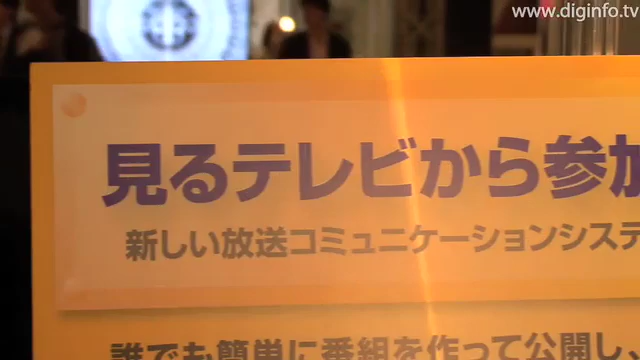 www.diginfo.tv
見るテレビから参加
新しい放送コミュニケーションシステ
誰でも簡単に番組を作って公開し、